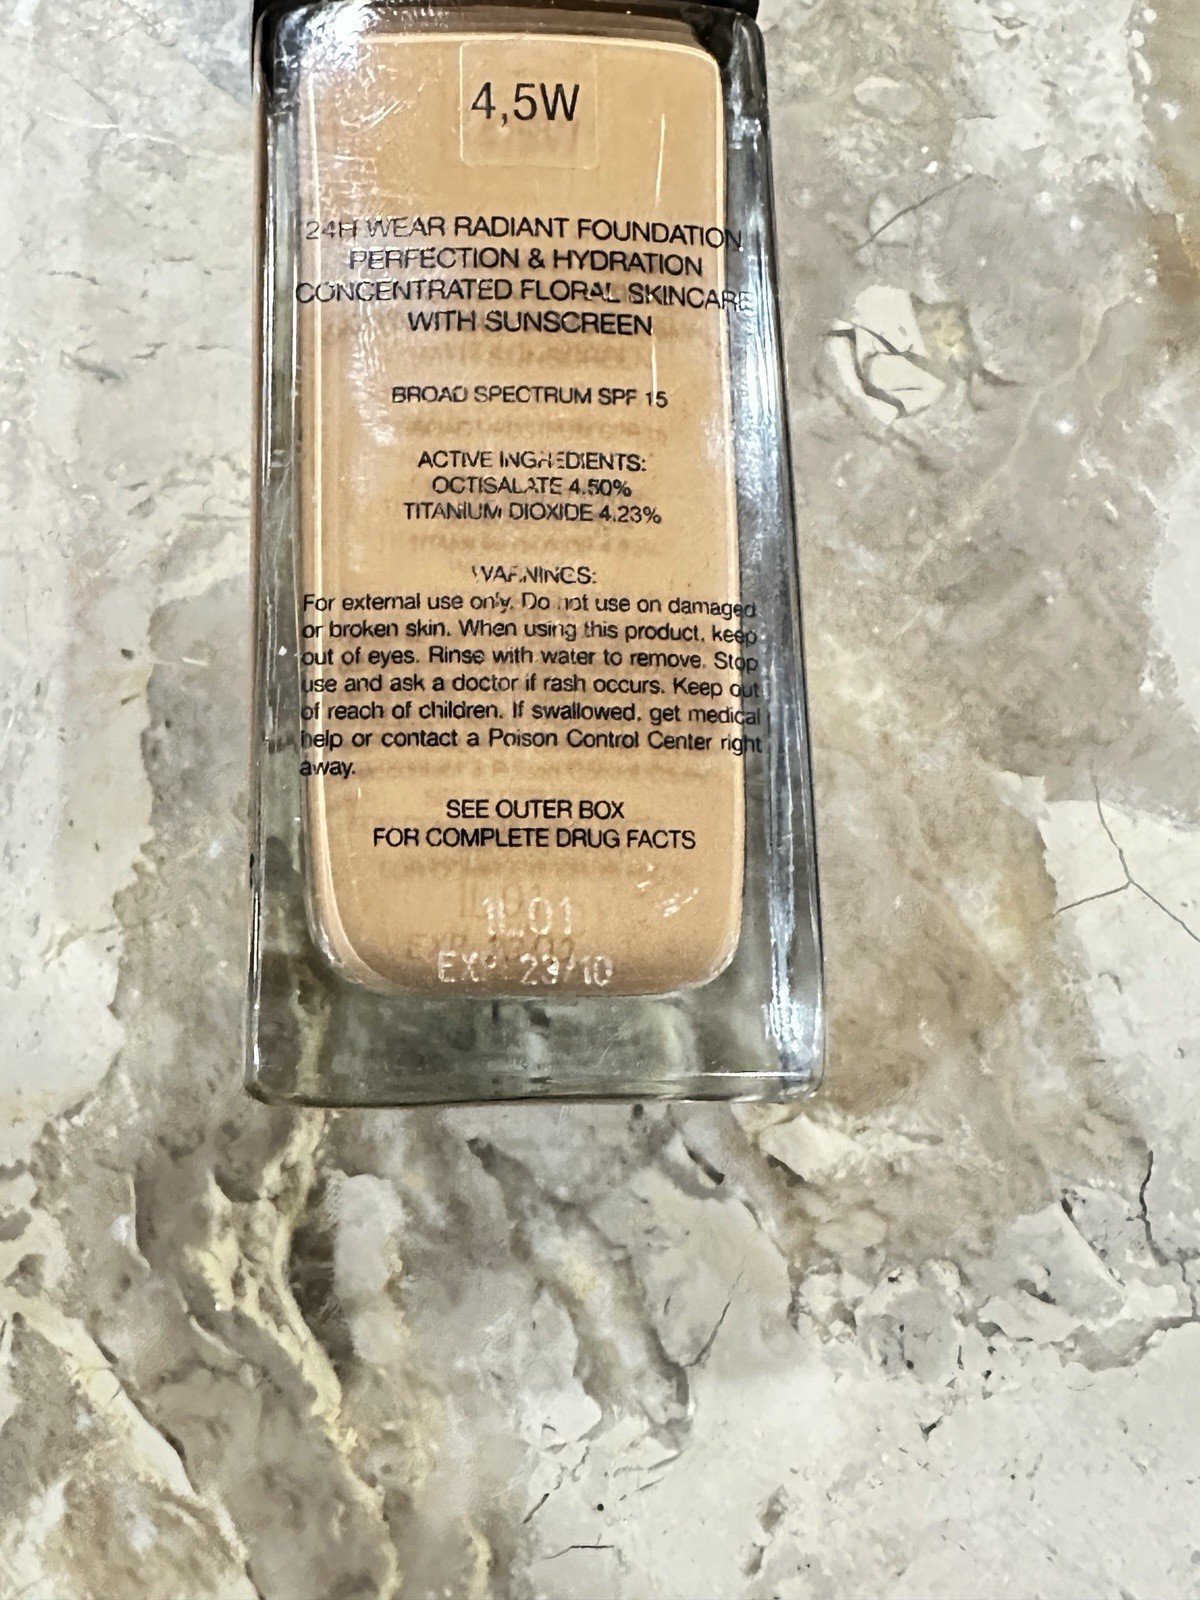 4,5W
24H WEAR RADIANT FOUNDATION
PERFECTION & HYDRATION
CONCENTRATED FLORAL SKINCARE
WITH SUNSCREEN
BROAD SPECTRUM SPF 15
ACTIVE INGREDIENTS:
OCTISALATE 4.50%
TITANIUM DIOXIDE 4.23%
WARNINGS:
For external use only. Do not use on damaged
or broken skin. When using this product, keep
out of eyes. Rinse with water to remove. Stop
use and ask a doctor if rash occurs. Keep out
of reach of children. If swallowed, get medical
help or contact a Poison Control Center right
away.
SEE OUTER BOX
FOR COMPLETE DRUG FACTS
1L01
EXP: 23/10